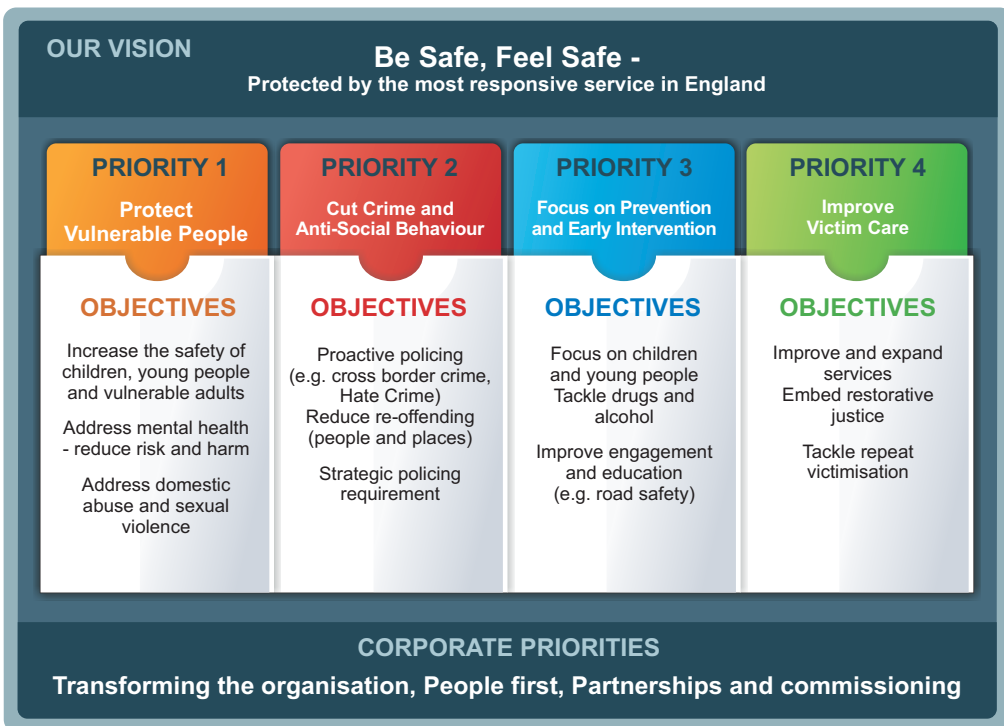 OUR VISION
Be Safe, Feel Safe -
Protected by the most responsive service in England
PRIORITY 1
Protect
Vulnerable People
OBJECTIVES
Increase the safety of
children, young people
and vulnerable adults
Address mental health
- reduce risk and harm
Address domestic
abuse and sexual
violence
PRIORITY 2
Cut Crime and
Anti-Social Behaviour
OBJECTIVES
Proactive policing
(e.g. cross border crime,
Hate Crime)
Reduce re-offending
(people and places)
Strategic policing
requirement
PRIORITY 3
Focus on Prevention
and Early Intervention
OBJECTIVES
Focus on children
and young people
Tackle drugs and
alcohol
Improve engagement
and education
(e.g. road safety)
PRIORITY 4
Improve
Victim Care
OBJECTIVES
Improve and expand
services
Embed restorative
justice
Tackle repeat
victimisation
CORPORATE PRIORITIES
Transforming the organisation, People first, Partnerships and commissioning